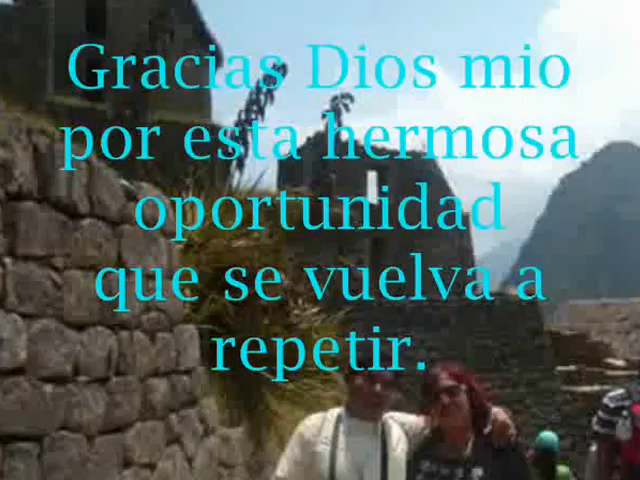 Gracias Dios mio
por esta hermosa
oportunidad
que se vuelva a
repetir.